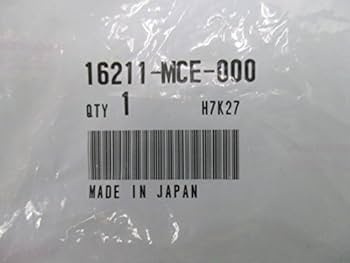 16211-MCE-000
QTY 1 H7K27
MADE IN JAPAN